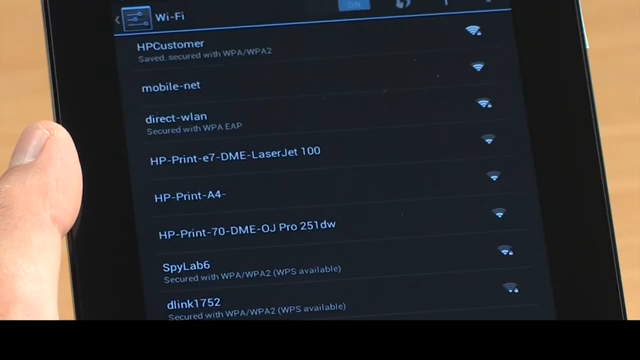 Wi-Fi
ON
HPCustomer
Saved, secured with WPA/WPA2
mobile-net
direct-wlan
Secured with WPA EAP
HP-Print-e7-DME-LaserJet 100
HP-Print-A4-
HP-Print-70-DME-OJ Pro 251dw
SpyLab6
Secured with WPA/WPA2 (WPS available)
dlink1752
Secured with WPA/WPA2 (WPS available)